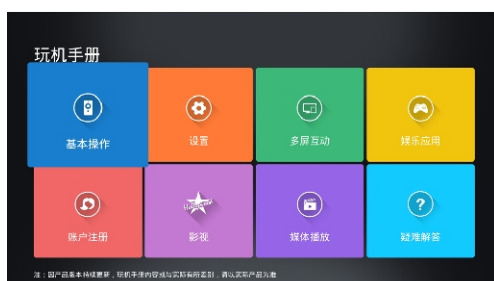 玩机手册
基本操作
设置
多屏互动
娱乐应用
账户注册
影视
媒体播放
疑难解答
注：因产品版本持续更新，玩机手册内容或与实际有所差别，请以实际产品为准